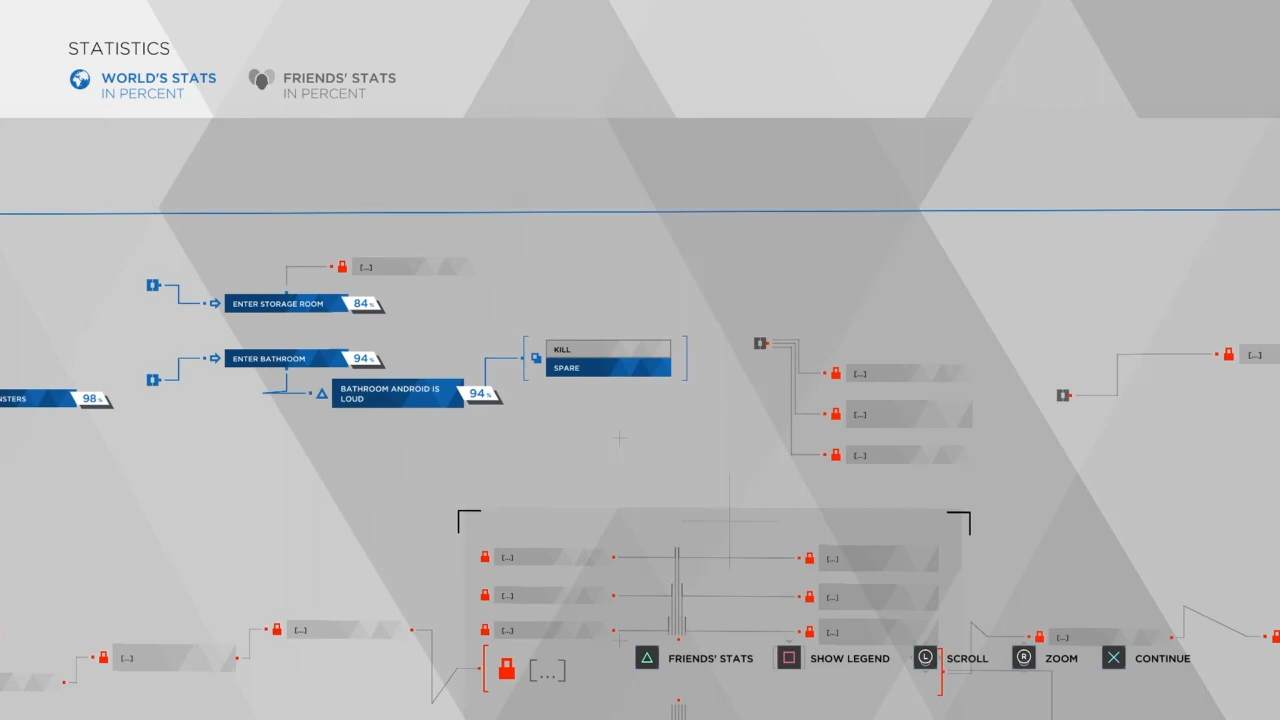 STATISTICS
WORLD'S STATS
IN PERCENT
FRIENDS' STATS
IN PERCENT
[...]
ENTER STORAGE ROOM 84%
KILL
SPARE
ENTER BATHROOM 94%
[...]
[...]
BATHROOM ANDROID IS
LOUD
94%
NSTERS 98%
[...]
[...]
[...] [...]
[...] [...]
[...] [...]
[...]
[...]
[...]
[...]
FRIENDS' STATS
SHOW LEGEND
L SCROLL
R ZOOM
CONTINUE